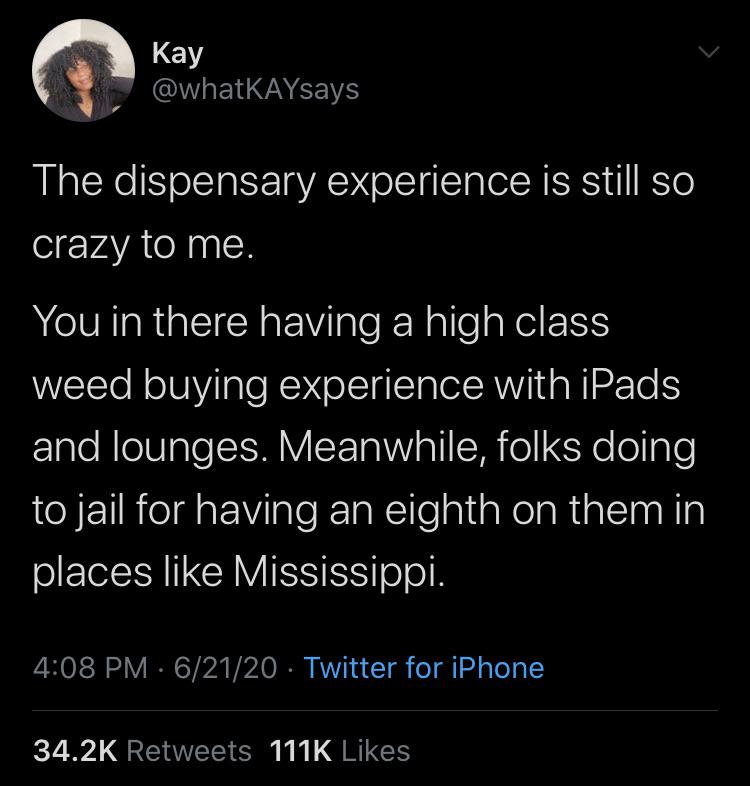 Kay
@whatKAYsays
The dispensary experience is still so
crazy to me.
You in there having a high class
weed buying experience with iPads
and lounges. Meanwhile, folks doing
to jail for having an eighth on them in
places like Mississippi.
4:08 PM · 6/21/20 · Twitter for iPhone
34.2K Retweets 111K Likes